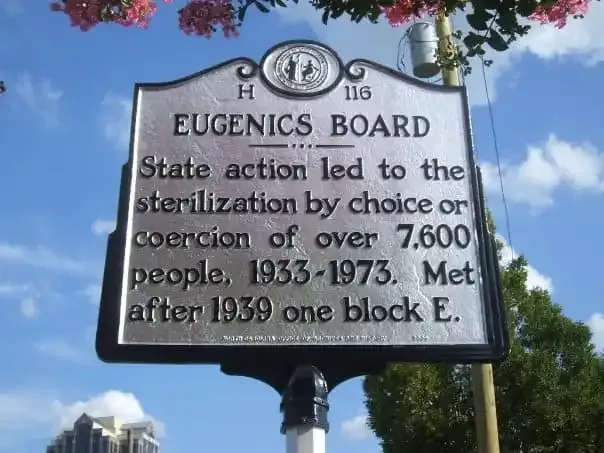 H 116
EUGENICS BOARD
State action led to the
sterilization by choice or
coercion of over 7,600
people, 1933-1973. Met
after 1939 one block E.